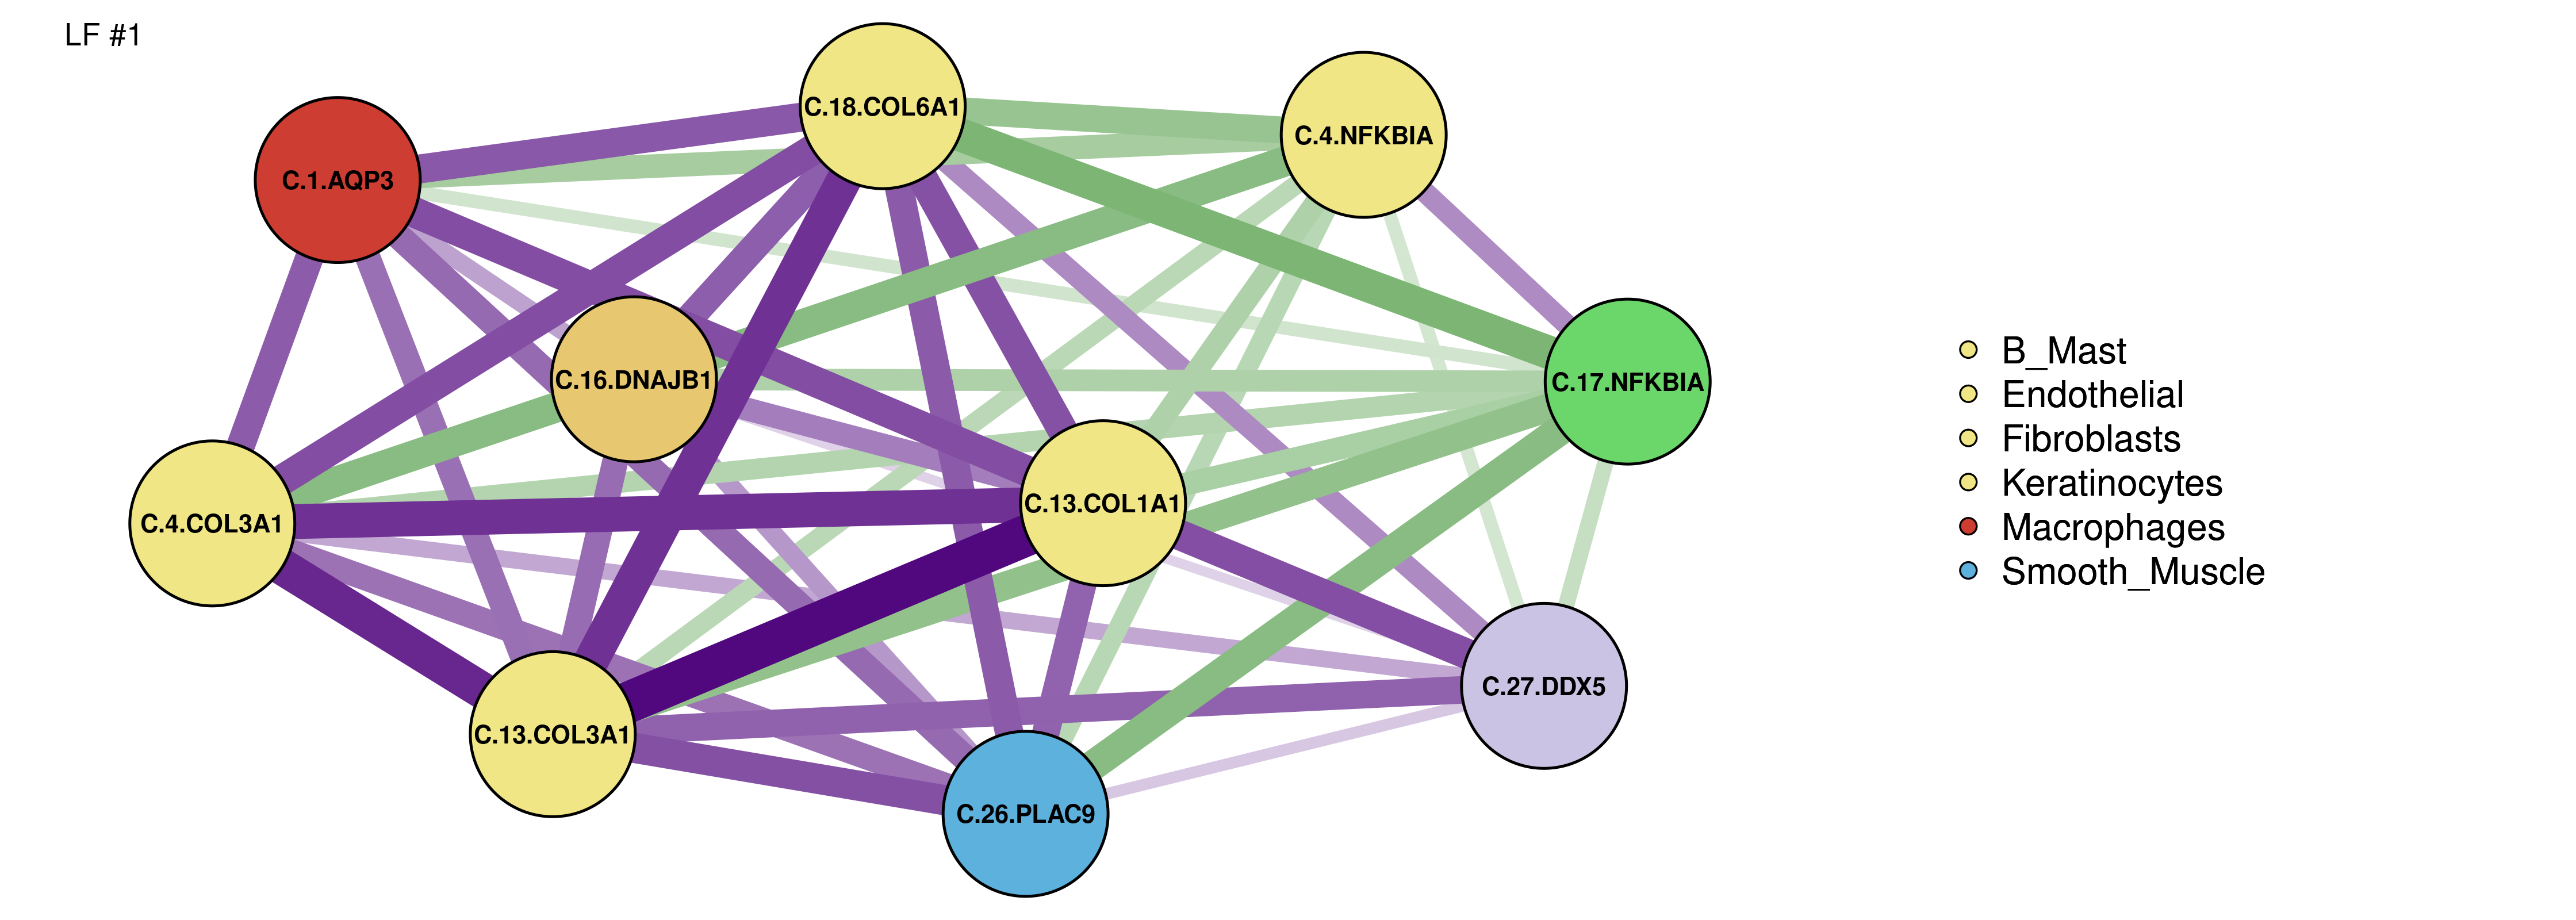 LF #1
C.18.COL6A1
C.4.NFKBIA
C.1.AQP3
C.16.DNAJB1
C.17.NFKBIA
C.4.COL3A1
C.13.COL1A1
C.27.DDX5
C.13.COL3A1
C.26.PLAC9
B_Mast
Endothelial
Fibroblasts
Keratinocytes
Macrophages
Smooth_Muscle